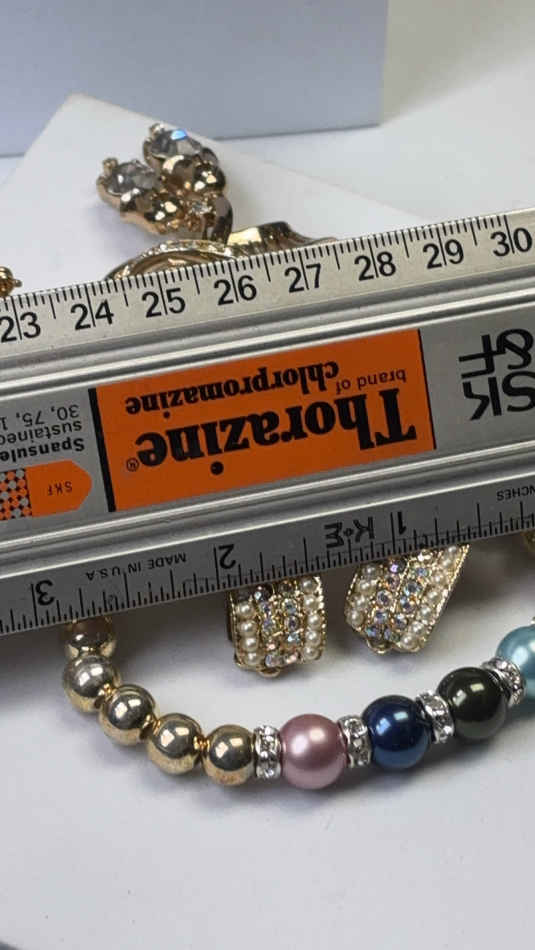 23 24 25 26 27 28 29 30
Thorazine®
brand of
chlorpromazine
SK
&F
Spansule
sustained
30, 75, 1
SKF
INCHES
1 K+E 2 MADE IN U.S.A. 3